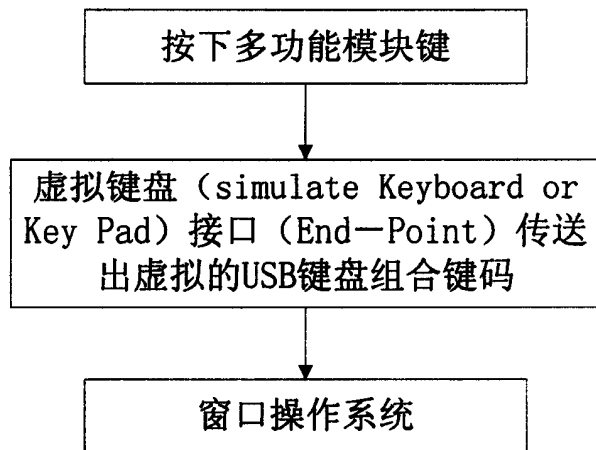 按下多功能模块键
虚拟键盘（simulate Keyboard or
Key Pad）接口（End－Point）传送
出虚拟的USB键盘组合键码
窗口操作系统